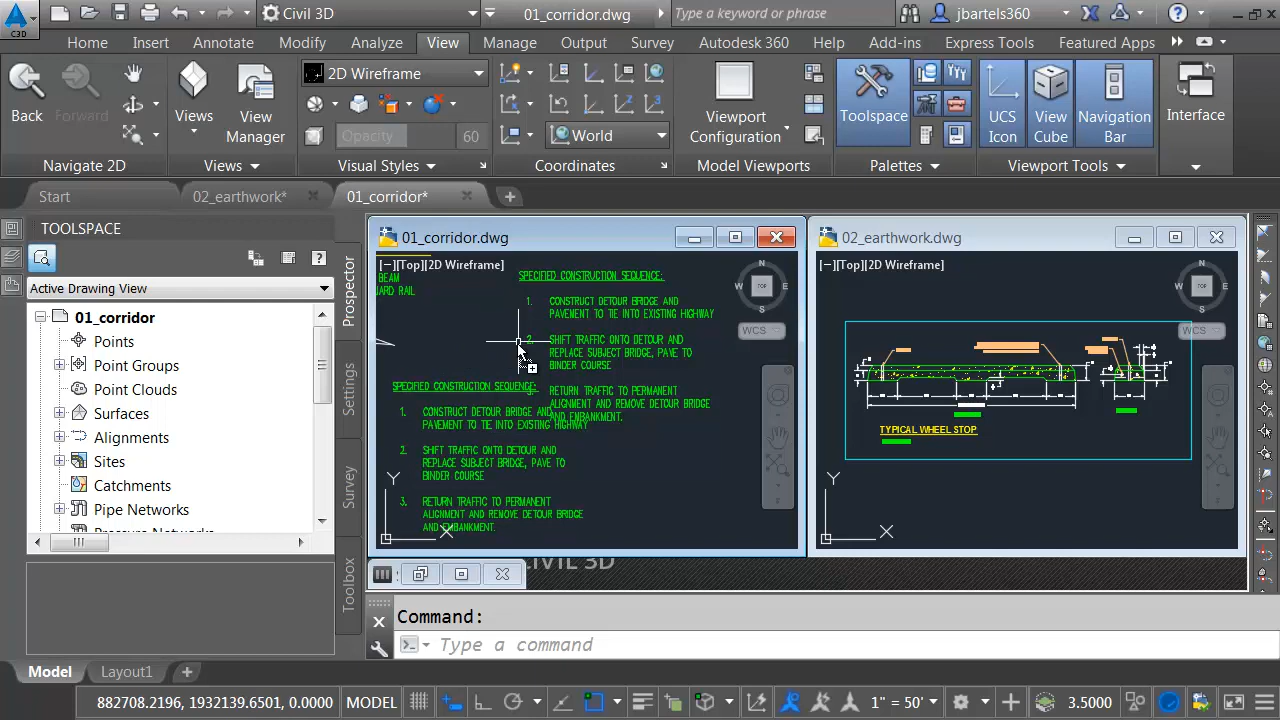 C3D
Civil 3D
01_corridor.dwg
Type a keyword or phrase
jbartels360
Home Insert Annotate Modify Analyze View Manage Output Survey Autodesk 360 Help Add-ins Express Tools Featured Apps
Back
Forward
Navigate 2D
Views
View Manager
Views
2D Wireframe
Opacity 60
Visual Styles
World
Coordinates
Viewport Configuration
Model Viewports
Toolspace
Palettes
UCS Icon
View Cube
Navigation Bar
Viewport Tools
Interface
Start
02_earthwork*
01_corridor*
TOOLSPACE
Active Drawing View
01_corridor
Points
Point Groups
Point Clouds
Surfaces
Alignments
Sites
Catchments
Pipe Networks
Pressure Networks
Prospector
Settings
Survey
Toolbox
01_corridor.dwg
[−][Top][2D Wireframe]
BEAM
SPECIFIED CONSTRUCTION SEQUENCE:
1. CONSTRUCT DETOUR BRIDGE AND
PAVEMENT TO TIE INTO EXISTING HIGHWAY
2. SHIFT TRAFFIC ONTO DETOUR AND
REPLACE SUBJECT BRIDGE, PAVE TO
BINDER COURSE
3. RETURN TRAFFIC TO PERMANENT
ALIGNMENT AND REMOVE DETOUR BRIDGE
AND EMBANKMENT.
SPECIFIED CONSTRUCTION SEQUENCE:
1. CONSTRUCT DETOUR BRIDGE AND
PAVEMENT TO TIE INTO EXISTING HIGHWAY
2. SHIFT TRAFFIC ONTO DETOUR AND
REPLACE SUBJECT BRIDGE, PAVE TO
BINDER COURSE
3. RETURN TRAFFIC TO PERMANENT
ALIGNMENT AND REMOVE DETOUR BRIDGE
AND EMBANKMENT.
N
W TOP E
S
WCS
Y
X
02_earthwork.dwg
[−][Top][2D Wireframe]
N
W TOP E
S
WCS
TYPICAL WHEEL STOP
Y
X
CIVIL 3D
Command:
Type a command
Model Layout1
882708.2196, 1932139.6501, 0.0000 MODEL 1" = 50' 3.5000